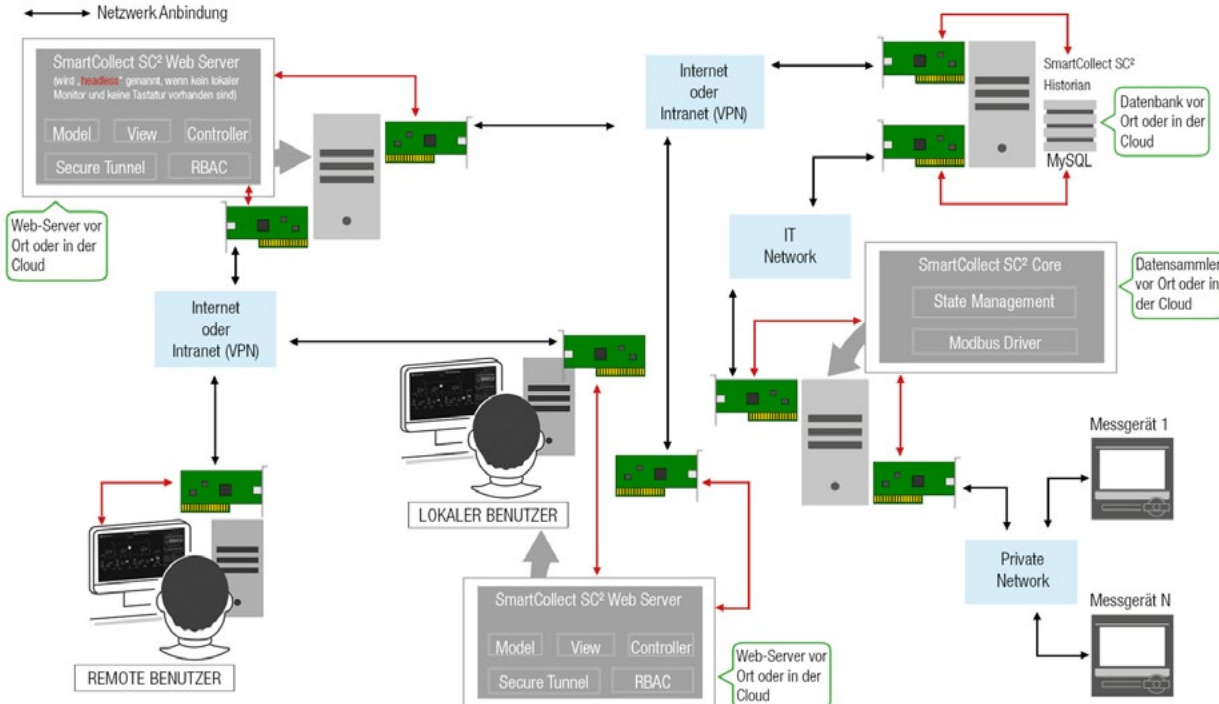 Netzwerk Anbindung
SmartCollect SC² Web Server
(wird „headless“ genannt, wenn kein lokaler
Monitor und keine Tastatur vorhanden sind)
Model
View
Controller
Secure Tunnel
RBAC
Web-Server vor
Ort oder in der
Cloud
Internet
oder
Intranet (VPN)
REMOTE BENUTZER
LOKALER BENUTZER
SmartCollect SC² Web Server
Model
View
Controller
Secure Tunnel
RBAC
Web-Server vor
Ort oder in der
Cloud
Internet
oder
Intranet (VPN)
SmartCollect SC²
Historian
MySQL
Datenbank vor
Ort oder in der
Cloud
IT
Network
SmartCollect SC² Core
State Management
Modbus Driver
Datensammler
vor Ort oder in
der Cloud
Messgerät 1
Private
Network
Messgerät N